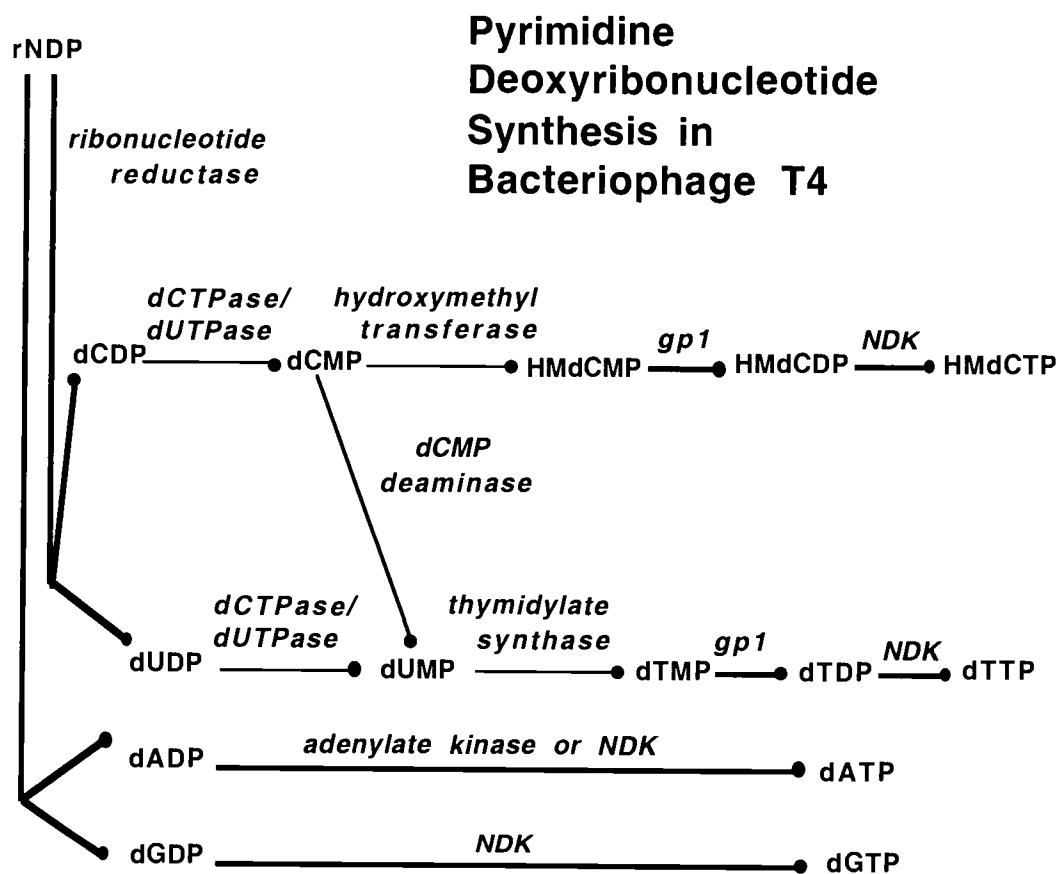 Pyrimidine
Deoxyribonucleotide
Synthesis in
Bacteriophage T4
rNDP
ribonucleotide
reductase
dCTPase/
dUTPase
hydroxymethyl
transferase
gp1
NDK
dCDP
dCMP
HMdCMP
HMdCDP
HMdCTP
dCMP
deaminase
dCTPase/
dUTPase
thymidylate
synthase
gp1
NDK
dUDP
dUMP
dTMP
dTDP
dTTP
adenylate kinase or NDK
dADP
dATP
NDK
dGDP
dGTP